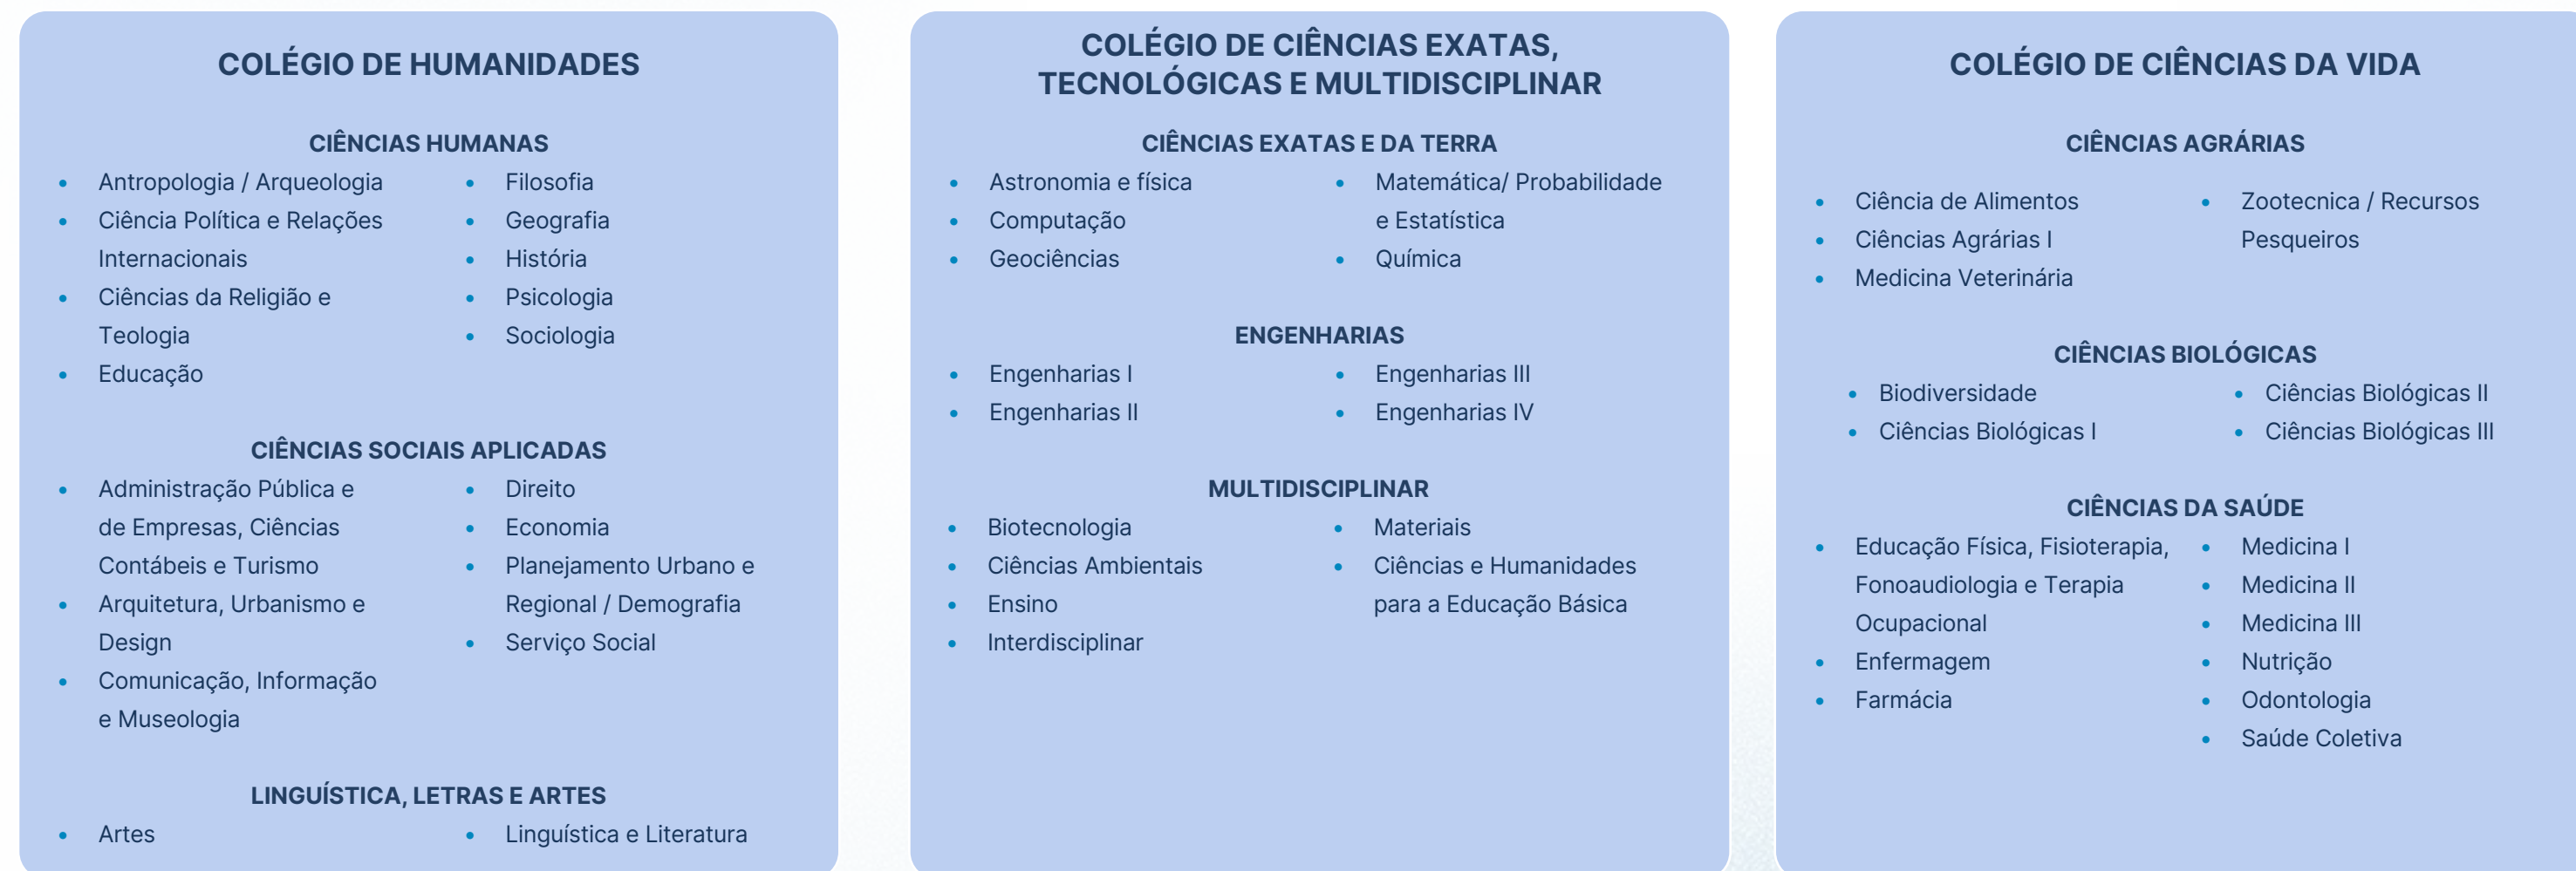 COLÉGIO DE HUMANIDADES
CIÊNCIAS HUMANAS
Antropologia / Arqueologia
Ciência Política e Relações
Internacionais
Ciências da Religião e
Teologia
Educação
Filosofia
Geografia
História
Psicologia
Sociologia
CIÊNCIAS SOCIAIS APLICADAS
Administração Pública e
de Empresas, Ciências
Contábeis e Turismo
Arquitetura, Urbanismo e
Design
Comunicação, Informação
e Museologia
Direito
Economia
Planejamento Urbano e
Regional / Demografia
Serviço Social
LINGUÍSTICA, LETRAS E ARTES
Artes
Linguística e Literatura
COLÉGIO DE CIÊNCIAS EXATAS,
TECNOLÓGICAS E MULTIDISCIPLINAR
CIÊNCIAS EXATAS E DA TERRA
Astronomia e física
Computação
Geociências
Matemática/ Probabilidade
e Estatística
Química
ENGENHARIAS
Engenharias I
Engenharias II
Engenharias III
Engenharias IV
MULTIDISCIPLINAR
Biotecnologia
Ciências Ambientais
Ensino
Interdisciplinar
Materiais
Ciências e Humanidades
para a Educação Básica
COLÉGIO DE CIÊNCIAS DA VIDA
CIÊNCIAS AGRÁRIAS
Ciência de Alimentos
Ciências Agrárias I
Medicina Veterinária
Zootecnica / Recursos
Pesqueiros
CIÊNCIAS BIOLÓGICAS
Biodiversidade
Ciências Biológicas I
Ciências Biológicas II
Ciências Biológicas III
CIÊNCIAS DA SAÚDE
Educação Física, Fisioterapia,
Fonoaudiologia e Terapia
Ocupacional
Enfermagem
Farmácia
Medicina I
Medicina II
Medicina III
Nutrição
Odontologia
Saúde Coletiva